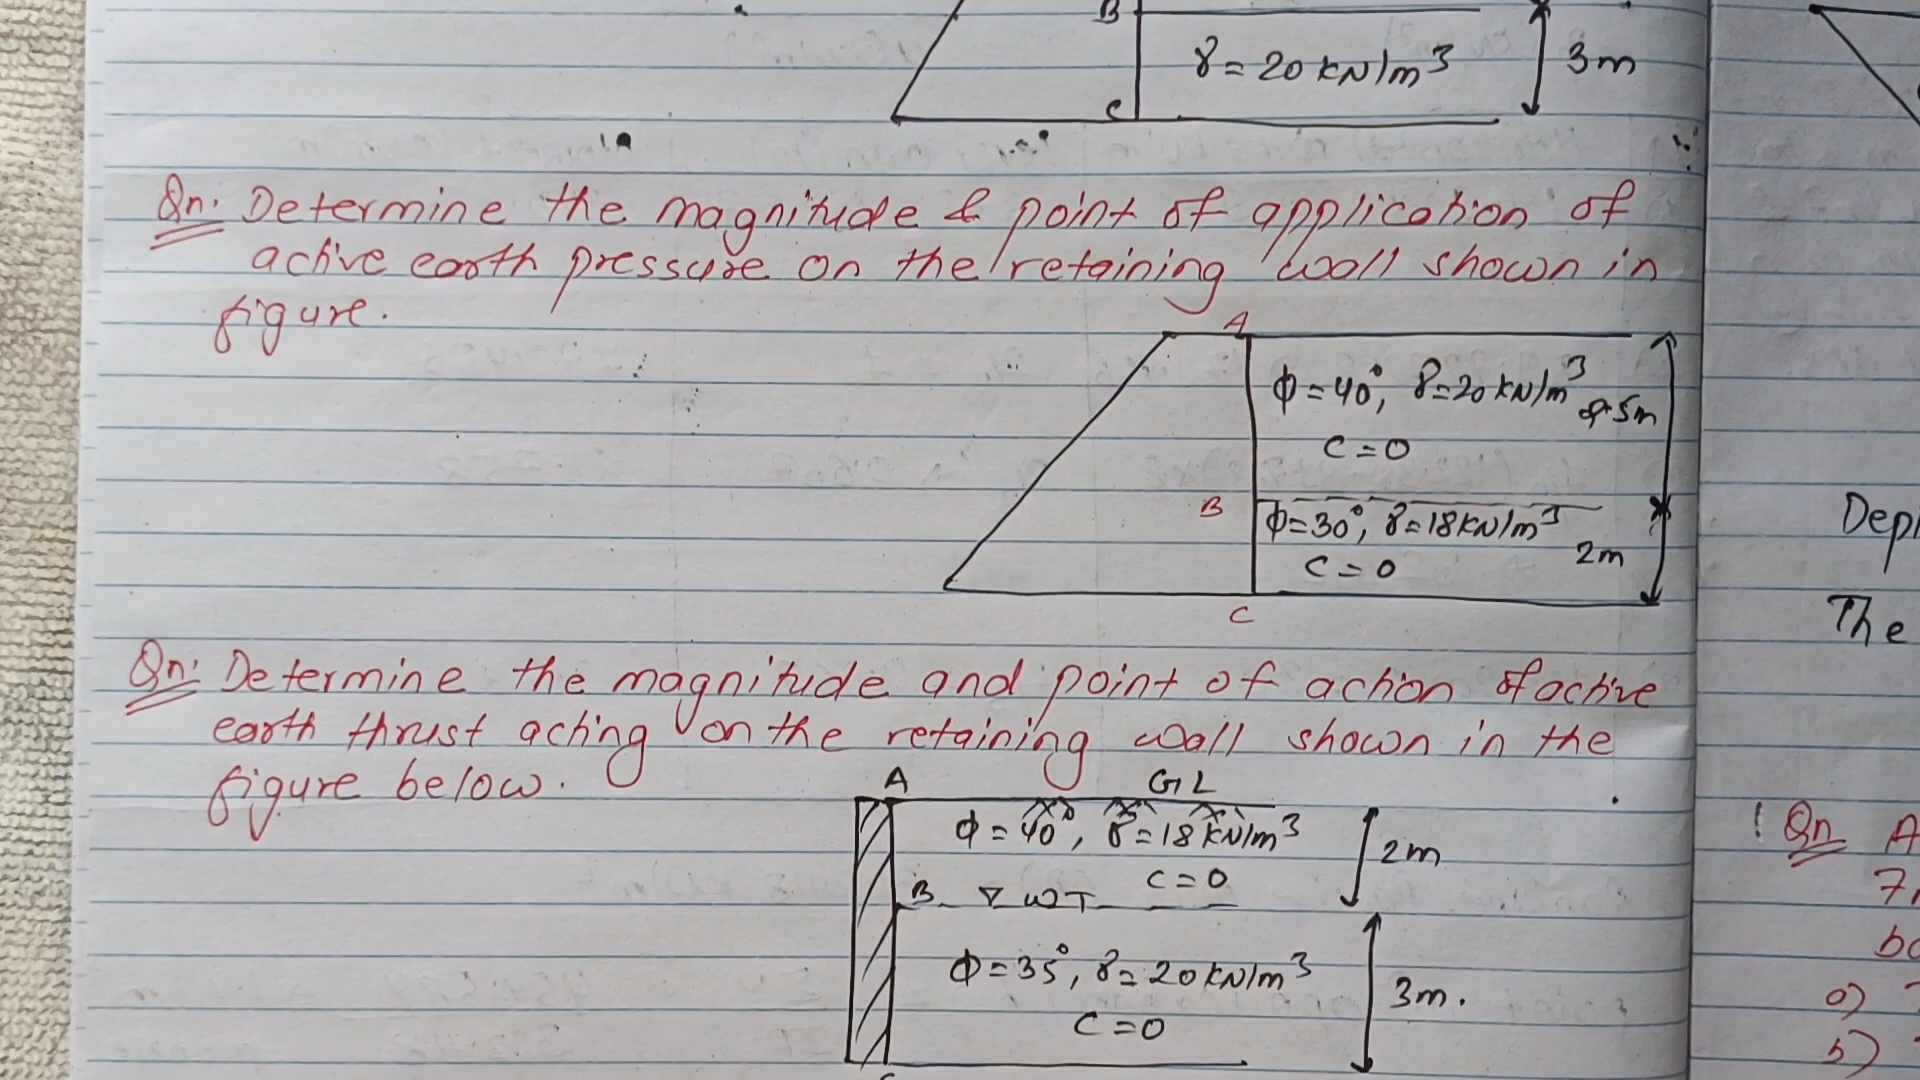 B
γ = 20 KN/m³
3m
C
Qn: Determine the magnitude & point of application of
active earth pressure on the retaining wall shown in
figure.
A
ϕ = 40°, γ = 20 KN/m³
5m
C = 0
B
ϕ = 30°, γ = 18 KN/m³
2m
C = 0
C
Qn: Determine the magnitude and point of action of active
earth thrust acting on the retaining wall shown in the
figure below.
A
GL
ϕ = 40°, γ = 18 KN/m³
2m
C = 0
B
∇ WT
ϕ = 35°, γ = 20 KN/m³
3m.
C = 0
The
Qn A
a)
b)